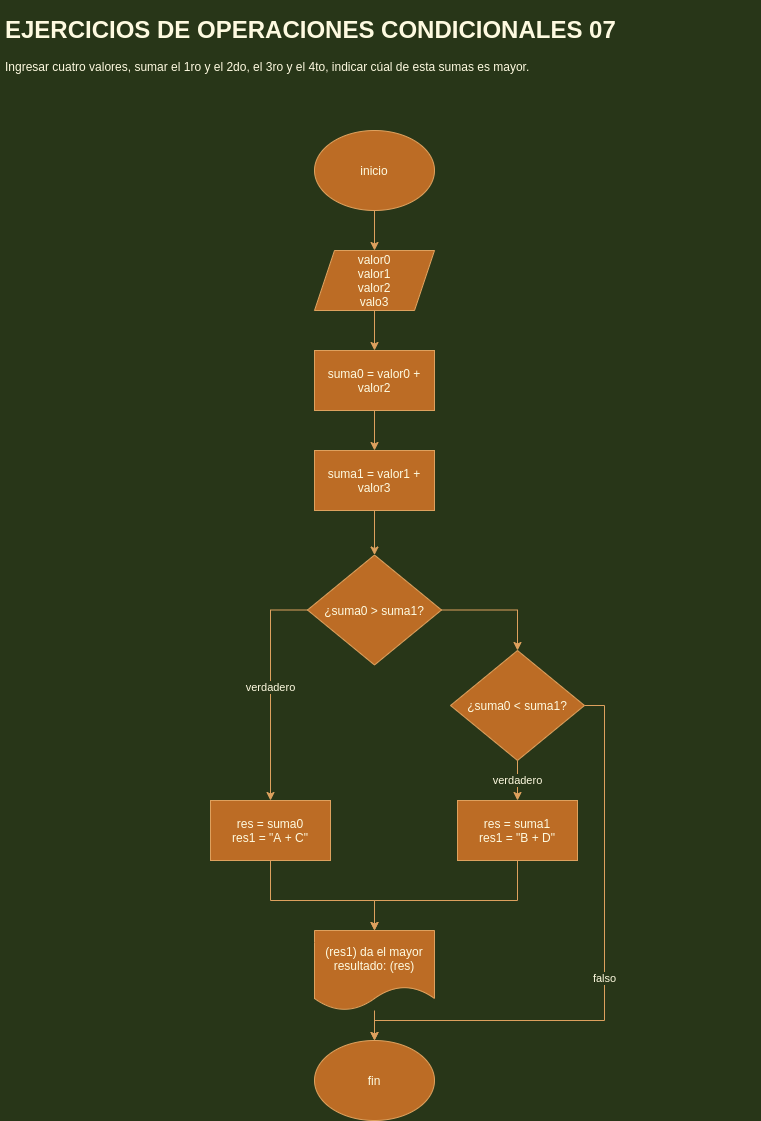 EJERCICIOS DE OPERACIONES CONDICIONALES 07
Ingresar cuatro valores, sumar el 1ro y el 2do, el 3ro y el 4to, indicar cúal de esta sumas es mayor.
inicio
valor0
valor1
valor2
valo3
suma0 = valor0 +
valor2
suma1 = valor1 +
valor3
¿suma0 > suma1?
verdadero
¿suma0 < suma1?
verdadero
res = suma0
res1 = "A + C"
res = suma1
res1 = "B + D"
(res1) da el mayor
resultado: (res)
falso
fin